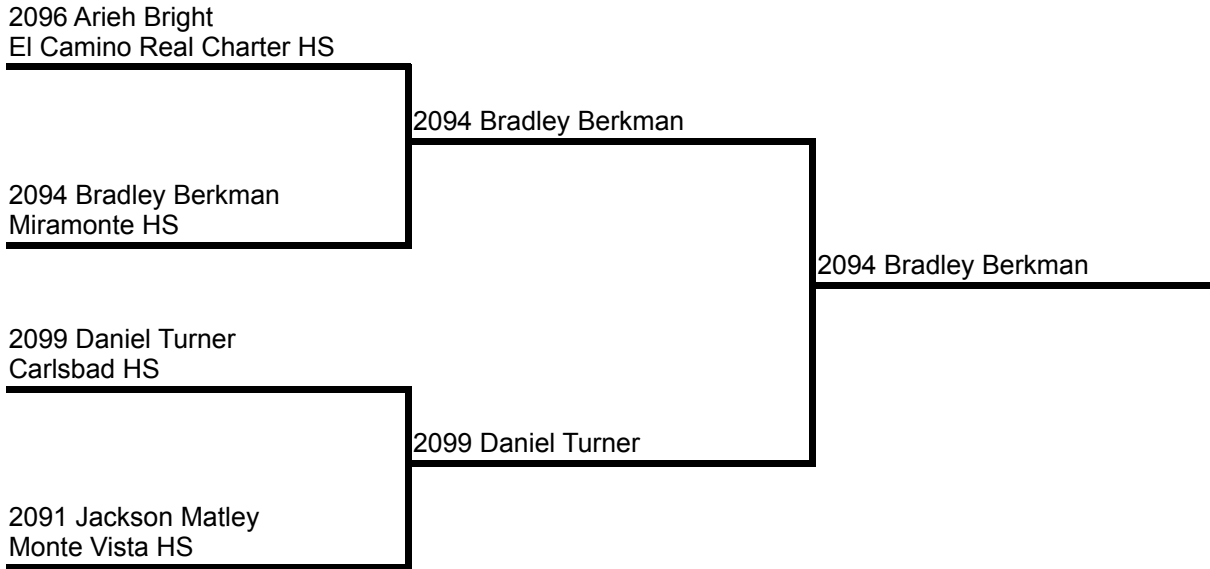 2096 Arieh Bright
El Camino Real Charter HS
2094 Bradley Berkman
2094 Bradley Berkman
Miramonte HS
2094 Bradley Berkman
2099 Daniel Turner
Carlsbad HS
2099 Daniel Turner
2091 Jackson Matley
Monte Vista HS